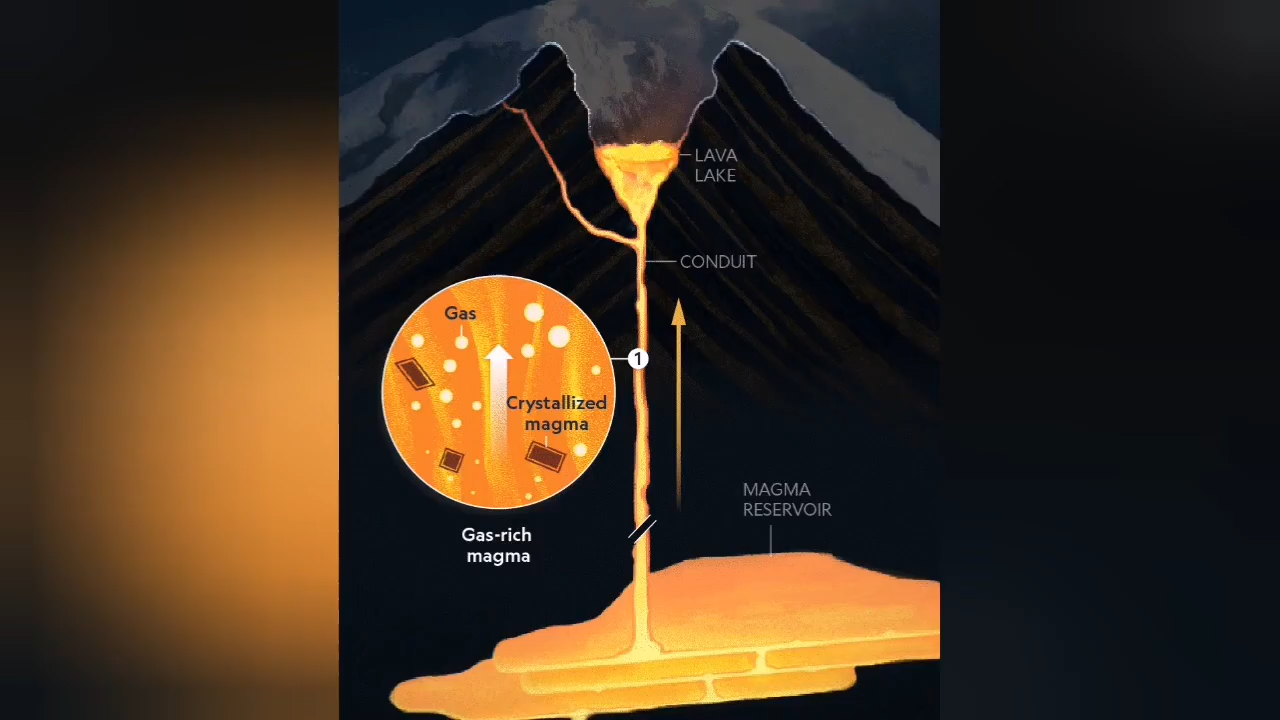 LAVA
LAKE
CONDUIT
Gas
1
Crystallized
magma
MAGMA
RESERVOIR
Gas-rich
magma